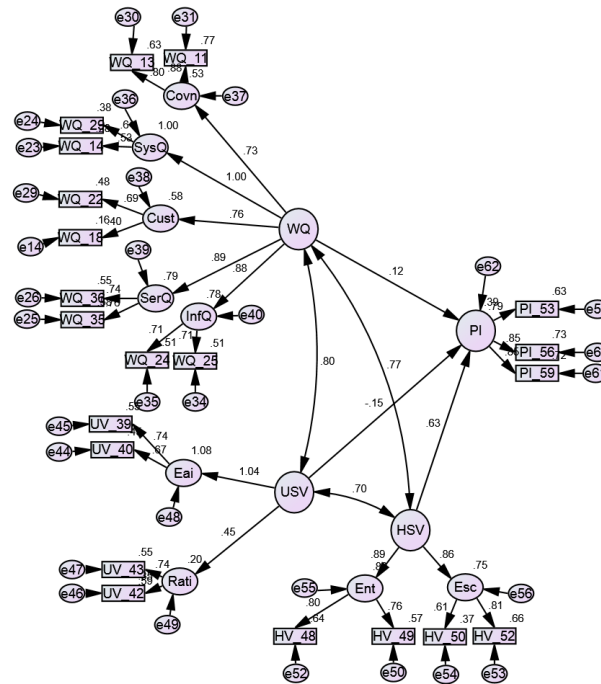 e30
e31
.63
.77
WQ_13
WQ_11
.80
.88
.53
Covn
e37
e36
.38
1.00
e24
WQ_29
e23
WQ_14
.53
SysQ
.73
1.00
e38
.48
.58
e29
WQ_22
.69
Cust
.76
WQ
.16
.40
e14
WQ_18
e39
.89
.88
.12
e62
.55
.74
.79
e26
WQ_36
SerQ
.78
e25
WQ_35
InfQ
e40
.39
.79
.63
PI_53
PI
.85
.73
PI_56
PI_59
.71
.71
.51
.51
WQ_24
WQ_25
e35
e34
.80
.77
-.15
.63
e45
UV_39
.74
e44
UV_40
.67
1.08
1.04
Eai
USV
.70
e48
HSV
.45
.20
.55
e47
UV_43
.74
e46
UV_42
.59
Rati
e49
.89
.86
.75
e55
Ent
Esc
e56
.80
.76
.61
.81
.64
.57
.37
.66
HV_48
HV_49
HV_50
HV_52
e52
e50
e54
e53